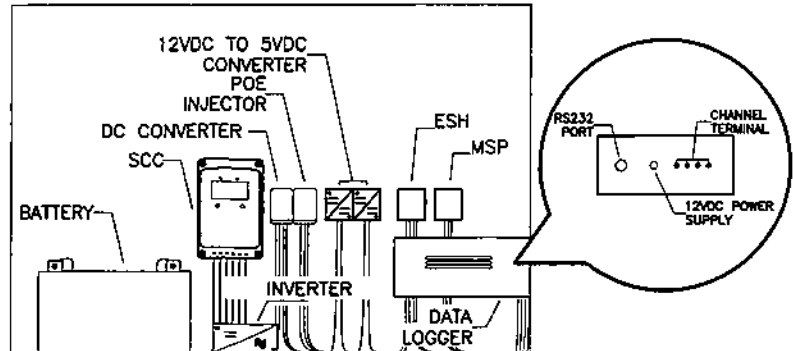 12VDC TO 5VDC
CONVERTER
POE
INJECTOR
DC CONVERTER
SCC
BATTERY
ESH
MSP
INVERTER
DATA
LOGGER
RS232
PORT
CHANNEL
TERMINAL
12VDC POWER
SUPPLY